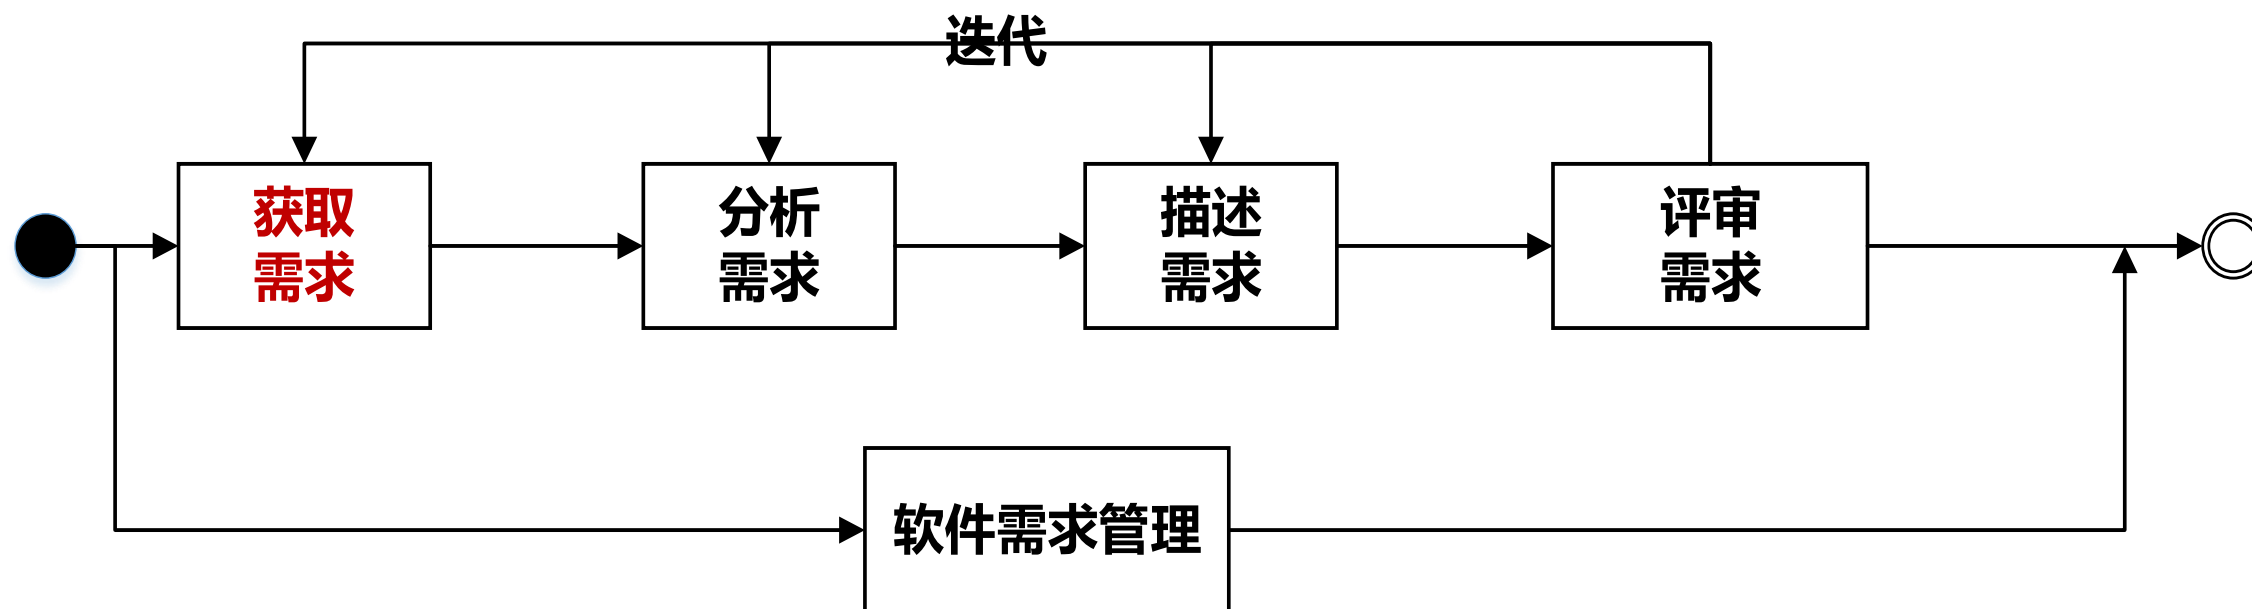 迭代
获取
需求
分析
需求
描述
需求
评审
需求
软件需求管理